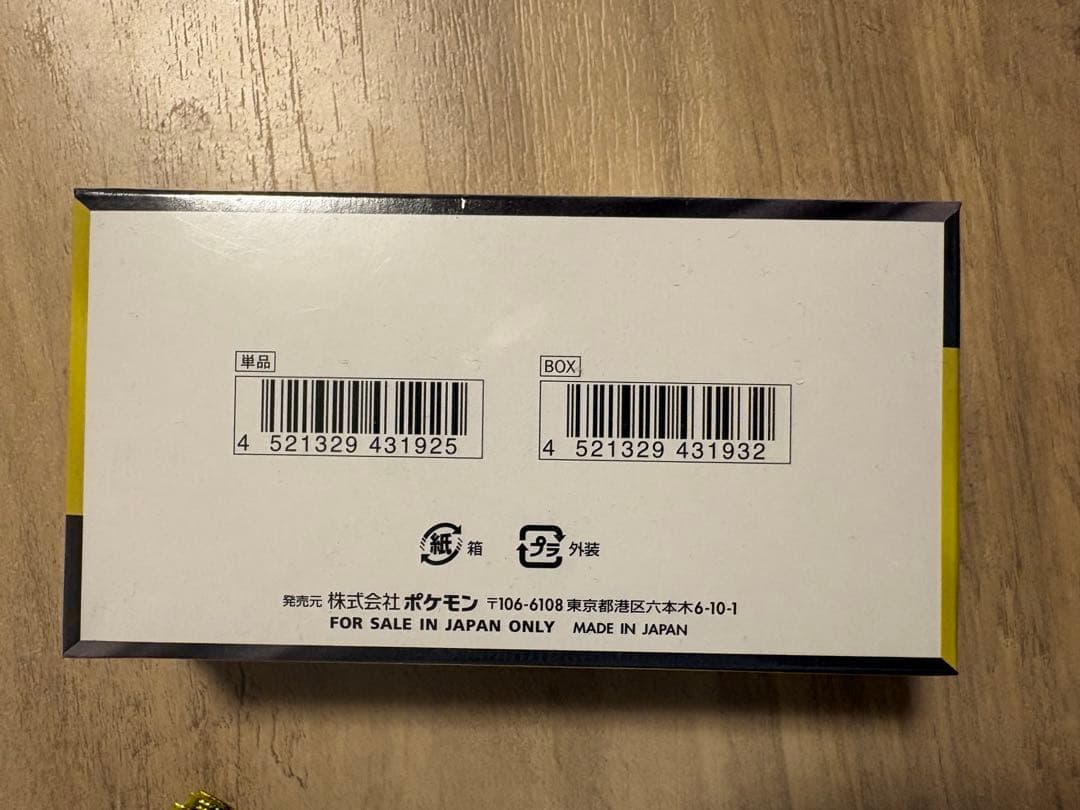 単品
4 521329 431925
BOX
4 521329 431932
紙 箱
プラ 外装
発売元 株式会社ポケモン 〒106-6108 東京都港区六本木6-10-1
FOR SALE IN JAPAN ONLY MADE IN JAPAN